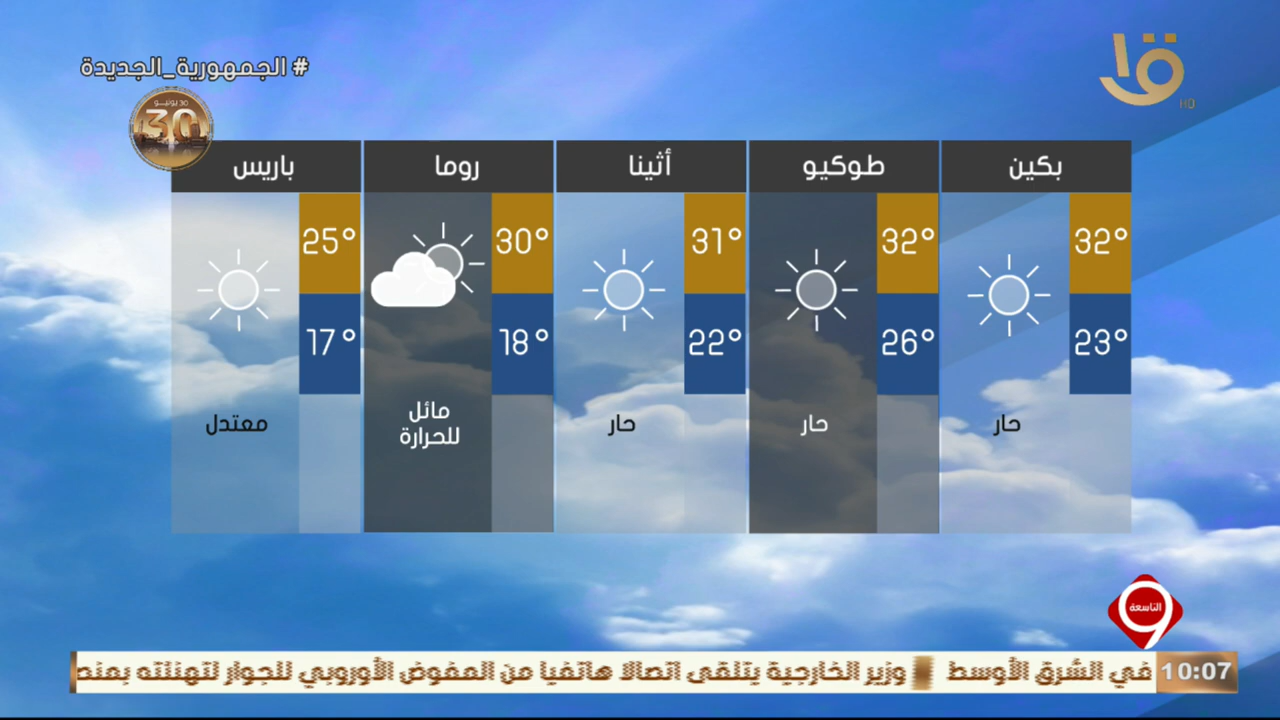 #الجمهورية_الجديدة
HD
30 يونيو
30
بكين
32°
23°
حار
طوكيو
32°
26°
حار
أثينا
31°
22°
حار
روما
30°
18°
مائل
للحرارة
باريس
25°
17°
معتدل
التاسعة
9
10:07
في الشرق الأوسط وزير الخارجية يتلقى اتصالا هاتفيا من المفوض الأوروبي للجوار لتهنئته بمنص